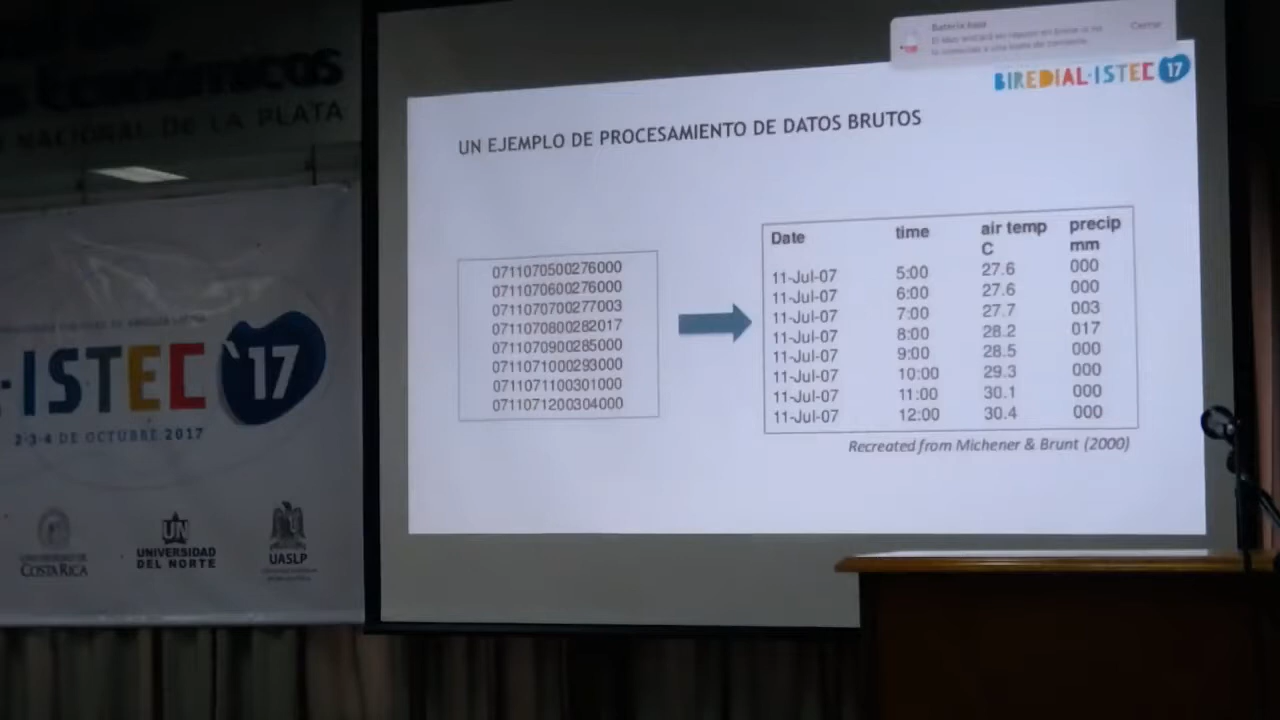 NACIONAL DE LA PLATA
·ISTEC '17
2·3·4 DE OCTUBRE 2017
COSTA RICA
UN
UNIVERSIDAD
DEL NORTE
UASLP
Batería baja
Cerrar
BIREDIAL·ISTEC 17
UN EJEMPLO DE PROCESAMIENTO DE DATOS BRUTOS
0711070500276000
0711070600276000
0711070700277003
0711070800282017
0711070900285000
0711071000293000
0711071100301000
0711071200304000
Date time air temp C precip mm
11-Jul-07 5:00 27.6 000
11-Jul-07 6:00 27.6 000
11-Jul-07 7:00 27.7 003
11-Jul-07 8:00 28.2 017
11-Jul-07 9:00 28.5 000
11-Jul-07 10:00 29.3 000
11-Jul-07 11:00 30.1 000
11-Jul-07 12:00 30.4 000
Recreated from Michener & Brunt (2000)